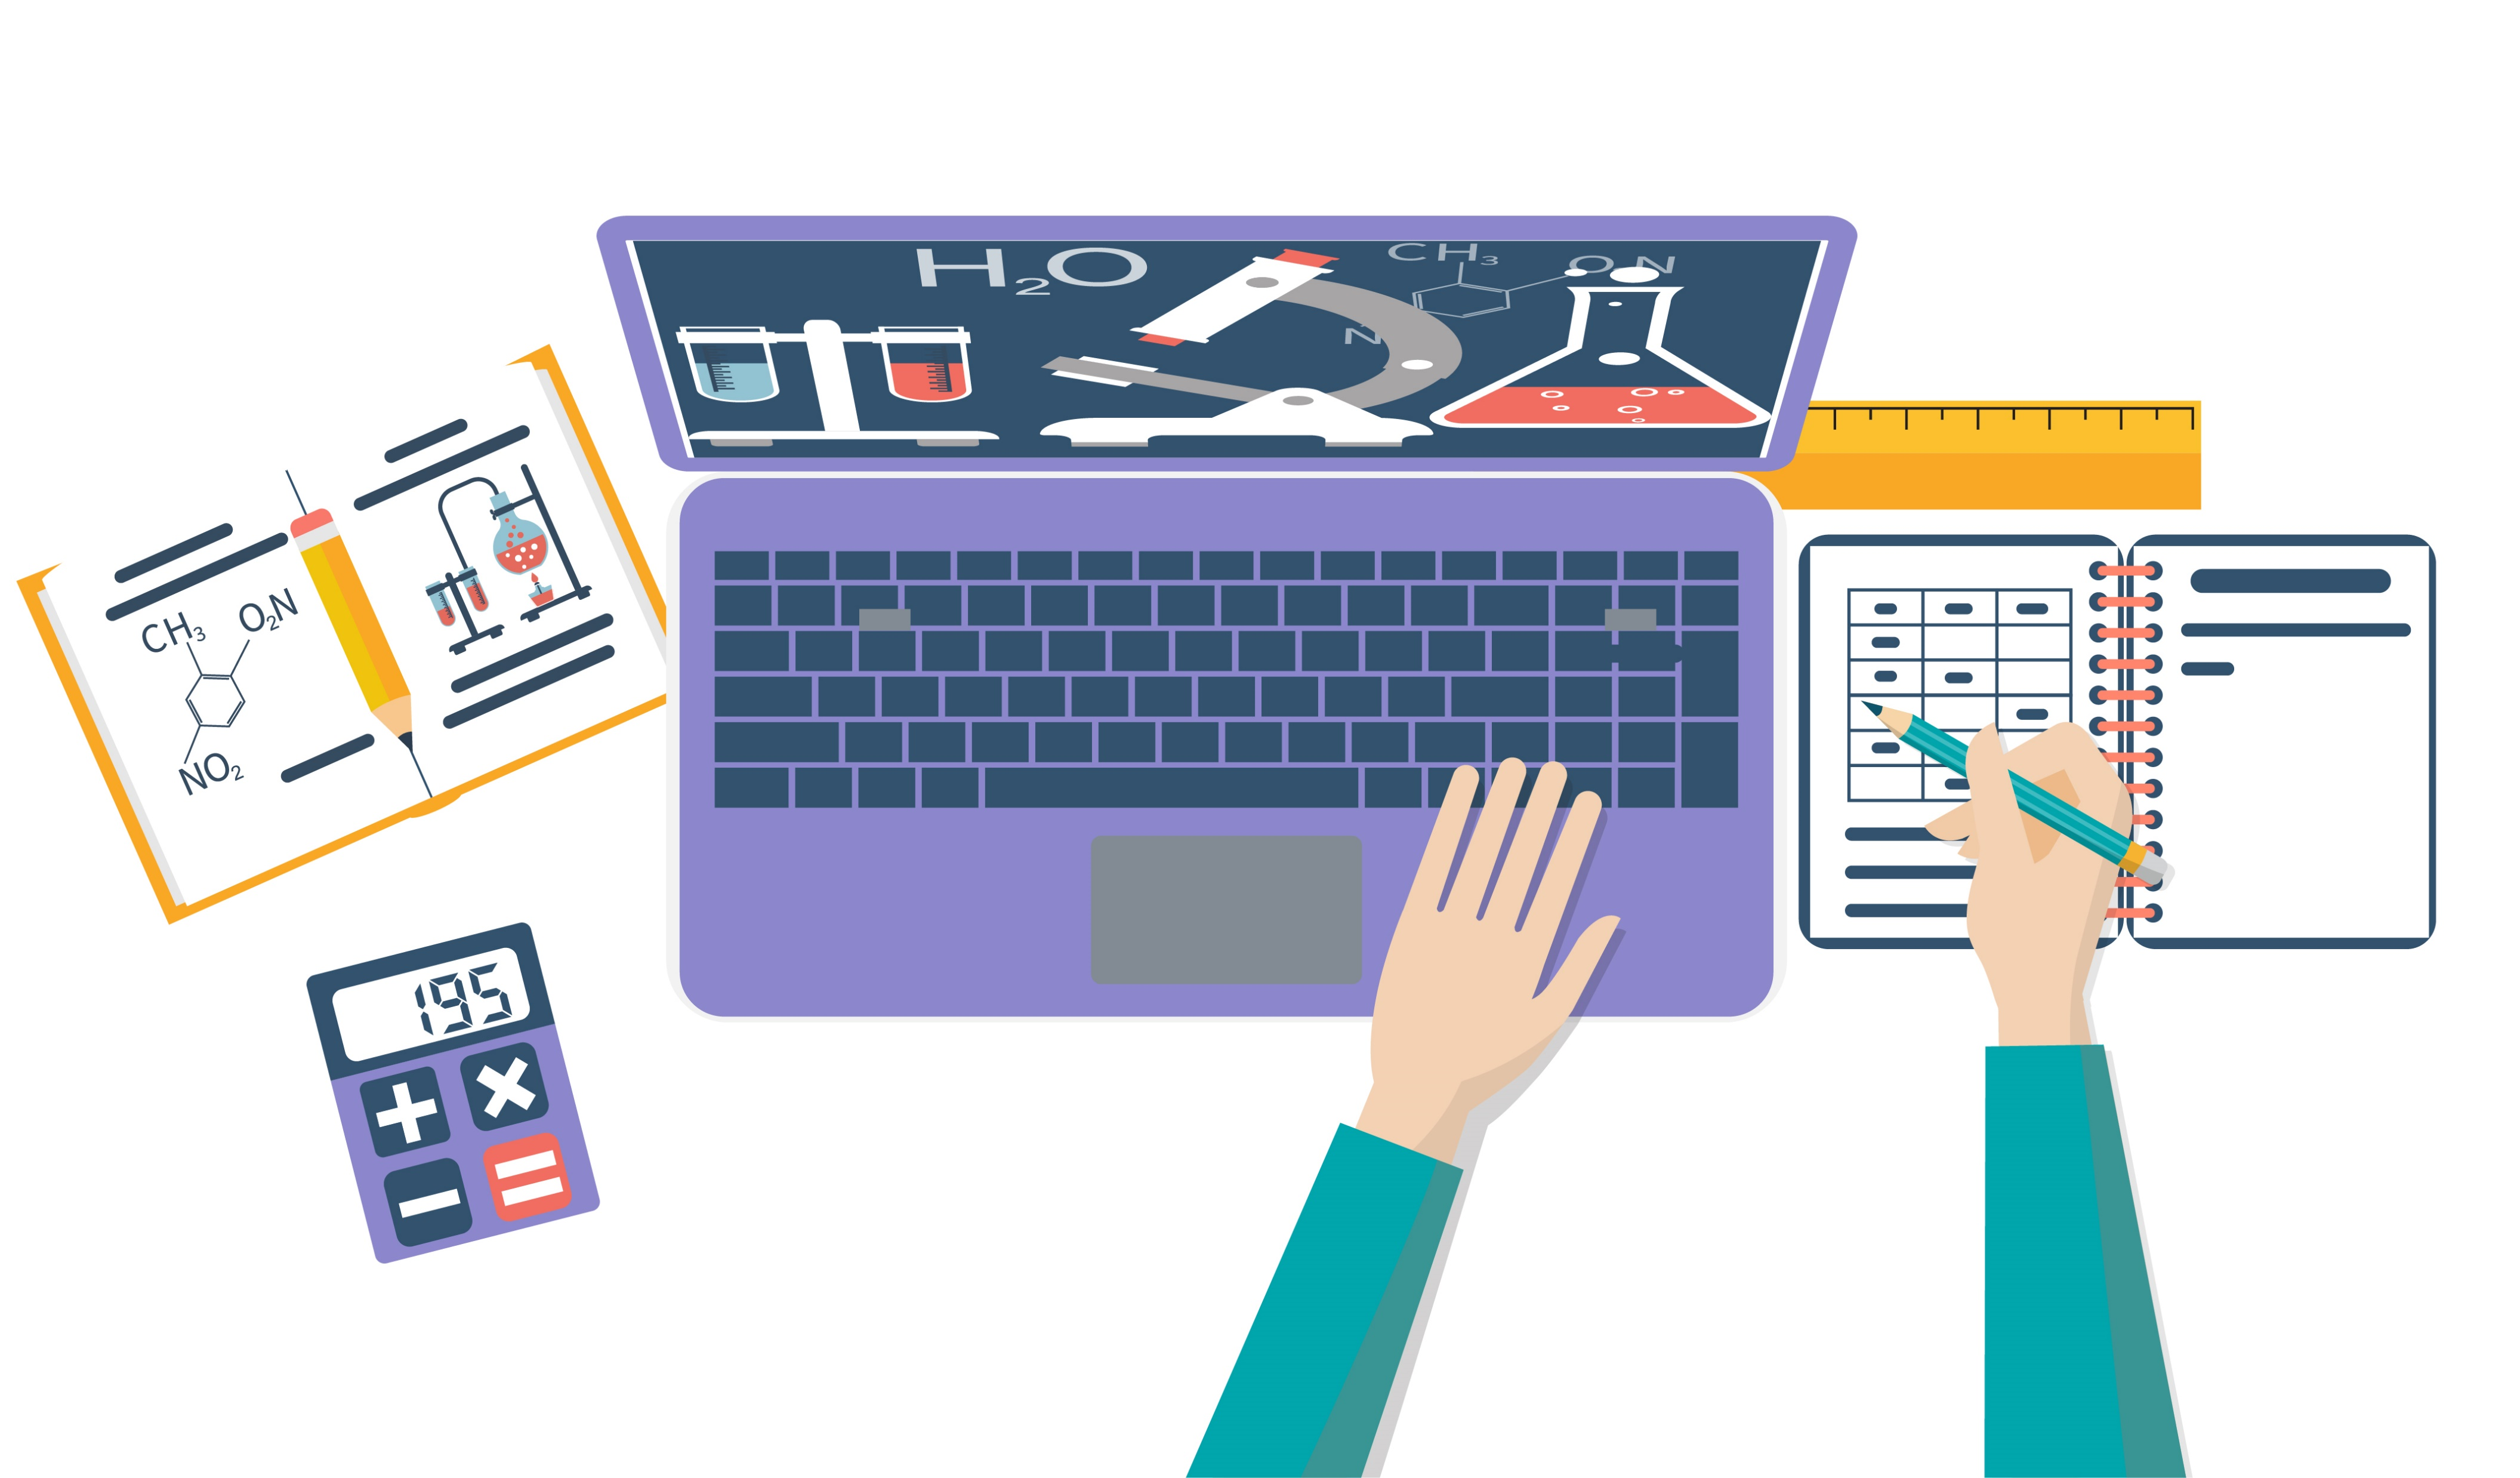 H₂O
CH₃
O N
N
CH₃ O₂N
NO₂
195
+ ×
− =